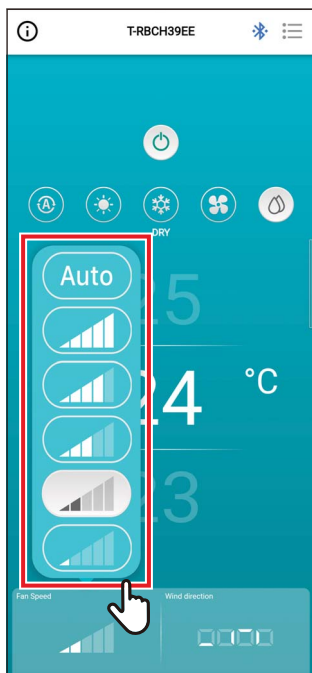 T-RBCH39EE
DRY
Auto
25
24 °C
23
Fan Speed
Wind direction